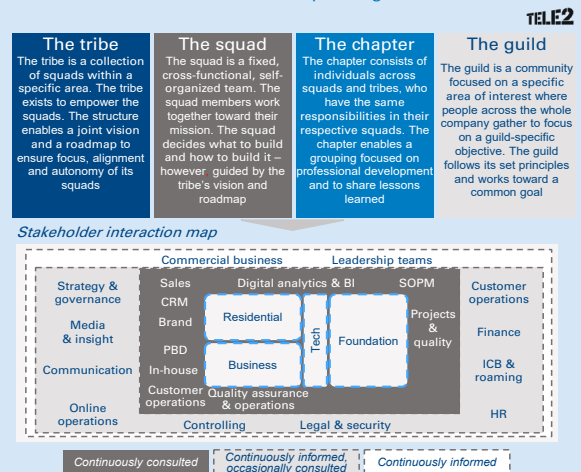 TELE2
The tribe
The tribe is a collection
of squads within a
specific area. The tribe
exists to empower the
squads. The structure
enables a joint vision
and a roadmap to
ensure focus, alignment
and autonomy of its
squads
The squad
The squad is a fixed,
cross-functional, self-
organized team. The
squad members work
together toward their
mission. The squad
decides what to build
and how to build it –
however, guided by the
tribe's vision and
roadmap
The chapter
The chapter consists of
individuals across
squads and tribes, who
have the same
responsibilities in their
respective squads. The
chapter enables a
grouping focused on
professional development
and to share lessons
learned
The guild
The guild is a community
focused on a specific
area of interest where
people across the whole
company gather to focus
on a guild-specific
objective. The guild
follows its set principles
and works toward a
common goal
Stakeholder interaction map
Commercial business
Leadership teams
Strategy &
governance
Media
& insight
Communication
Online
operations
Sales
CRM
Brand
PBD
In-house
Customer
operations
Digital analytics & BI
SOPM
Residential
Business
Tech
Foundation
Projects
&
quality
Quality assurance
& operations
Customer
operations
Finance
ICB &
roaming
HR
Controlling
Legal & security
Continuously consulted
Continuously informed,
occasionally consulted
Continuously informed